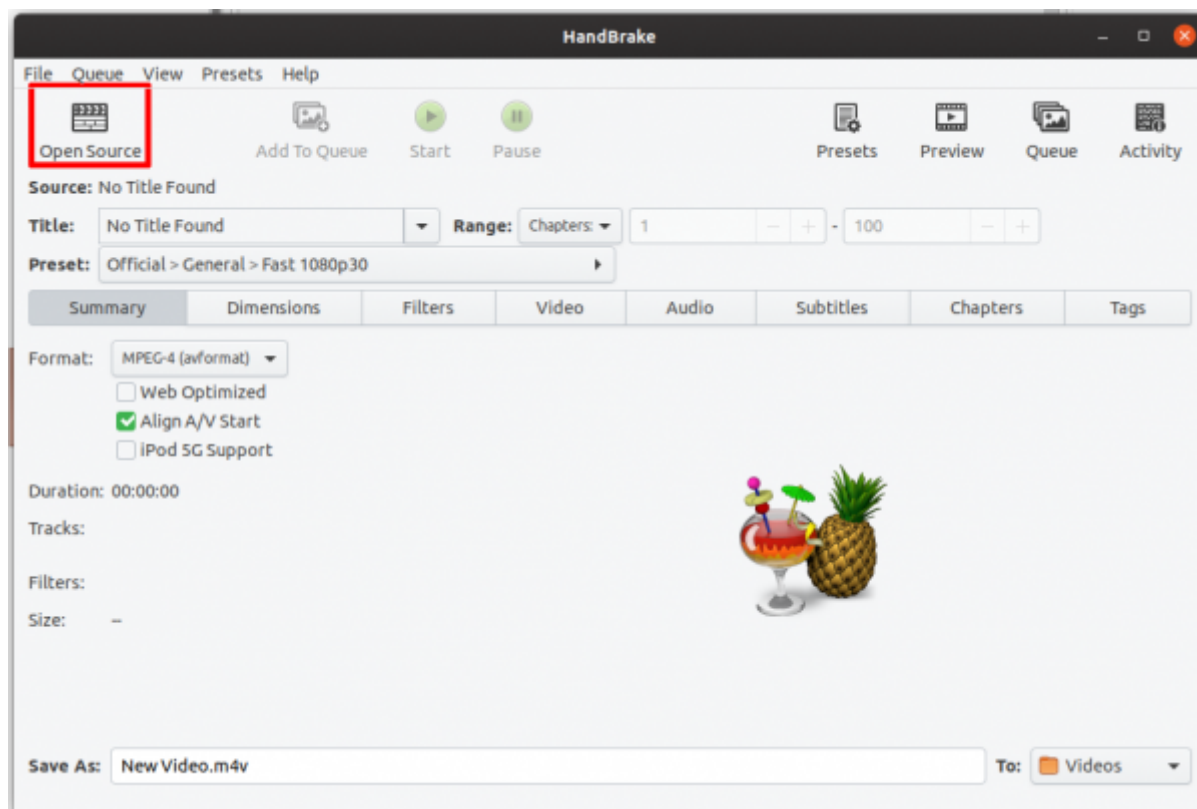 HandBrake
File Queue View Presets Help
Open Source Add To Queue Start Pause Presets Preview Queue Activity
Source: No Title Found
Title: No Title Found Range: Chapters: 1 - 100
Preset: Official > General > Fast 1080p30
Summary Dimensions Filters Video Audio Subtitles Chapters Tags
Format: MPEG-4 (avformat)
Web Optimized
Align A/V Start
iPod 5G Support
Duration: 00:00:00
Tracks:
Filters:
Size: --
Save As: New Video.m4v To: Videos